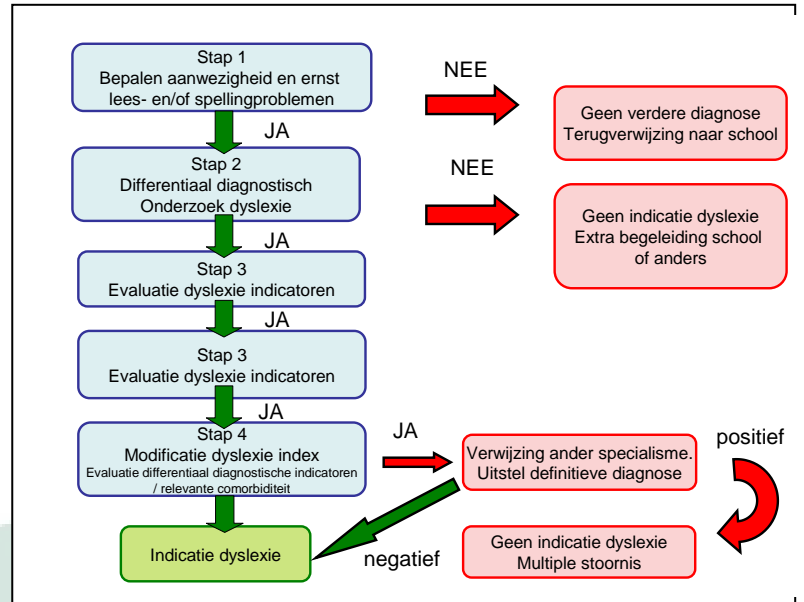 Stap 1
Bepalen aanwezigheid en ernst
lees- en/of spellingproblemen
NEE
Geen verdere diagnose
Terugverwijzing naar school
JA
Stap 2
Differentiaal diagnostisch
Onderzoek dyslexie
NEE
Geen indicatie dyslexie
Extra begeleiding school
of anders
JA
Stap 3
Evaluatie dyslexie indicatoren
JA
Stap 3
Evaluatie dyslexie indicatoren
JA
Stap 4
Modificatie dyslexie index
Evaluatie differentiaal diagnostische indicatoren
/ relevante comorbiditeit
JA
Verwijzing ander specialisme.
Uitstel definitieve diagnose
positief
Indicatie dyslexie
negatief
Geen indicatie dyslexie
Multiple stoornis